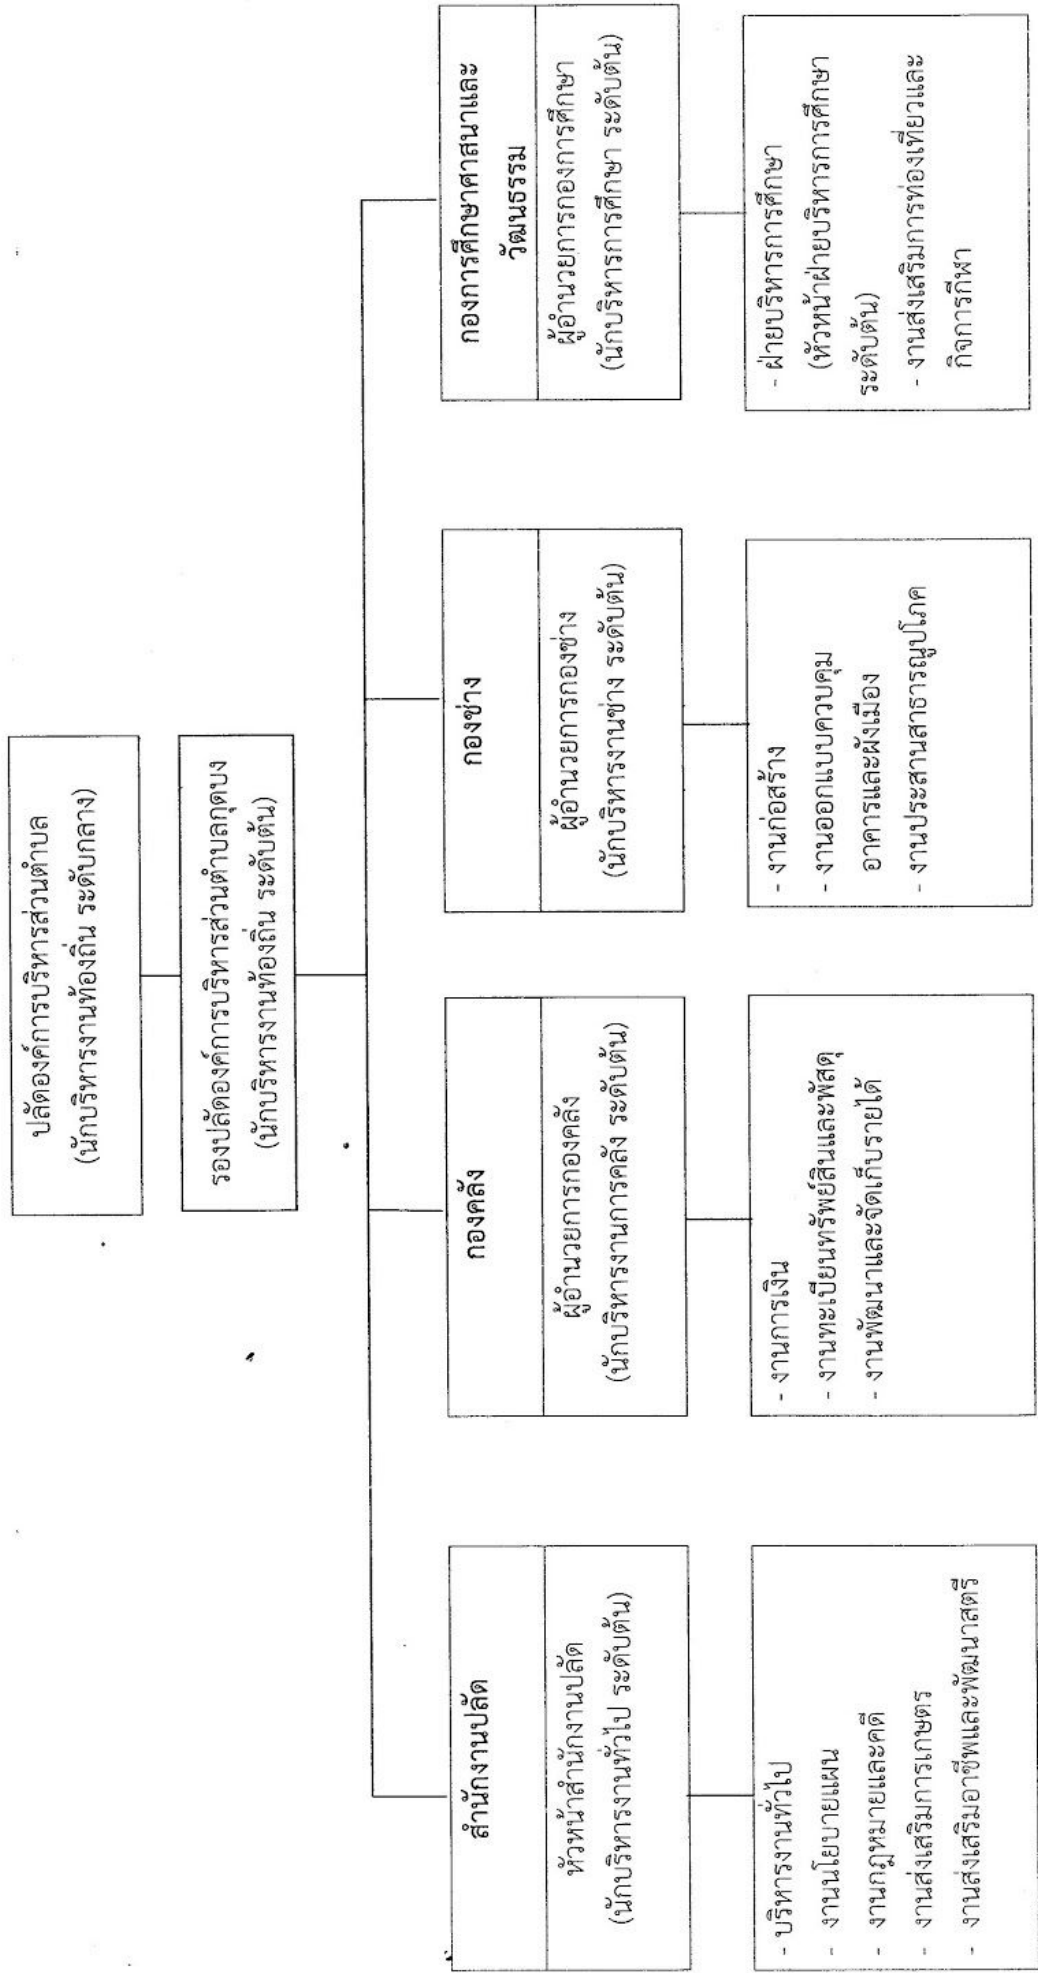 ปลัดองค์การบริหารส่วนตำบล
(นักบริหารงานท้องถิ่น ระดับกลาง)
รองปลัดองค์การบริหารส่วนตำบลกุดบง
(นักบริหารงานท้องถิ่น ระดับต้น)
สำนักงานปลัด
หัวหน้าสำนักงานปลัด
(นักบริหารงานทั่วไป ระดับต้น)
- บริหารงานทั่วไป
- งานนโยบายแผน
- งานกฎหมายและคดี
- งานส่งเสริมการเกษตร
- งานส่งเสริมอาชีพและพัฒนาสตรี
กองคลัง
ผู้อำนวยการกองคลัง
(นักบริหารงานการคลัง ระดับต้น)
- งานการเงิน
- งานทะเบียนทรัพย์สินและพัสดุ
- งานพัฒนาและจัดเก็บรายได้
กองช่าง
ผู้อำนวยการกองช่าง
(นักบริหารงานช่าง ระดับต้น)
- งานก่อสร้าง
- งานออกแบบควบคุม
อาคารและผังเมือง
- งานประสานสาธารณูปโภค
กองการศึกษาศาสนาและ
วัฒนธรรม
ผู้อำนวยการกองการศึกษา
(นักบริหารการศึกษา ระดับต้น)
- ฝ่ายบริหารการศึกษา
(หัวหน้าฝ่ายบริหารการศึกษา
ระดับต้น)
- งานส่งเสริมการท่องเที่ยวและ
กิจการกีฬา